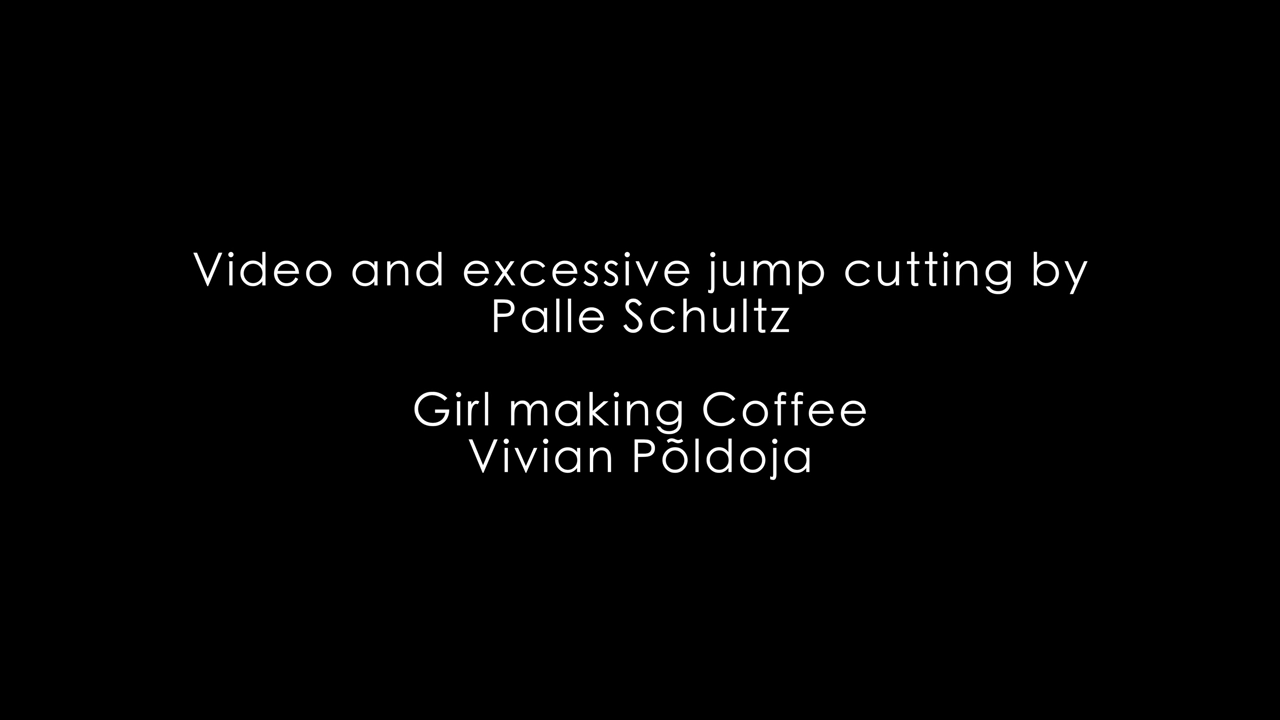 Video and excessive jump cutting by
Palle Schultz
Girl making Coffee
Vivian Põldoja